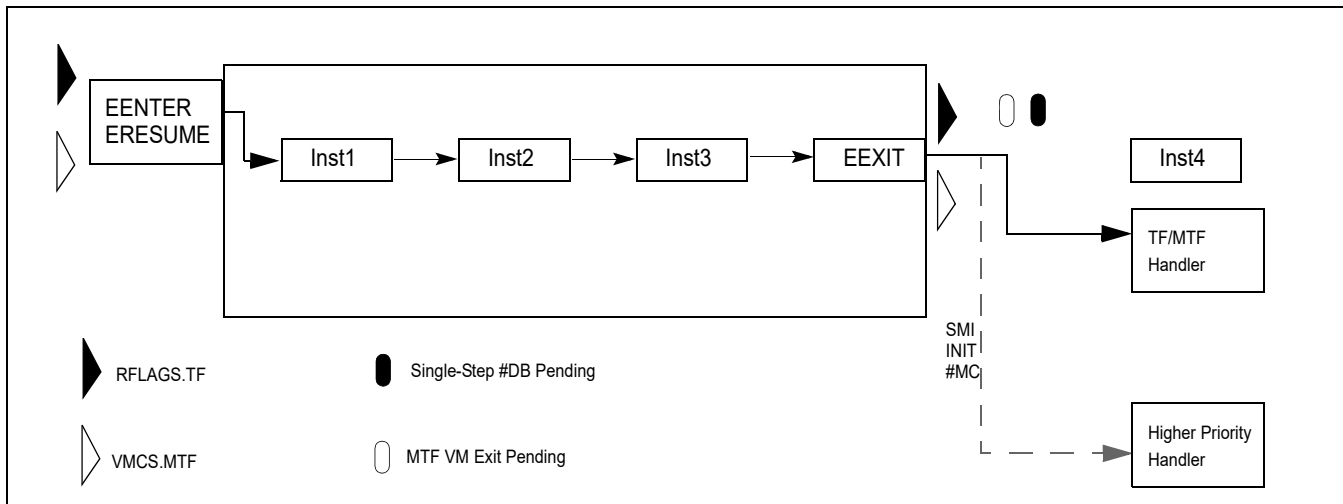 EENTER
ERESUME
Inst1
Inst2
Inst3
EEXIT
Inst4
TF/MTF
Handler
SMI
INIT
#MC
RFLAGS.TF
Single-Step #DB Pending
VMCS.MTF
MTF VM Exit Pending
Higher Priority
Handler